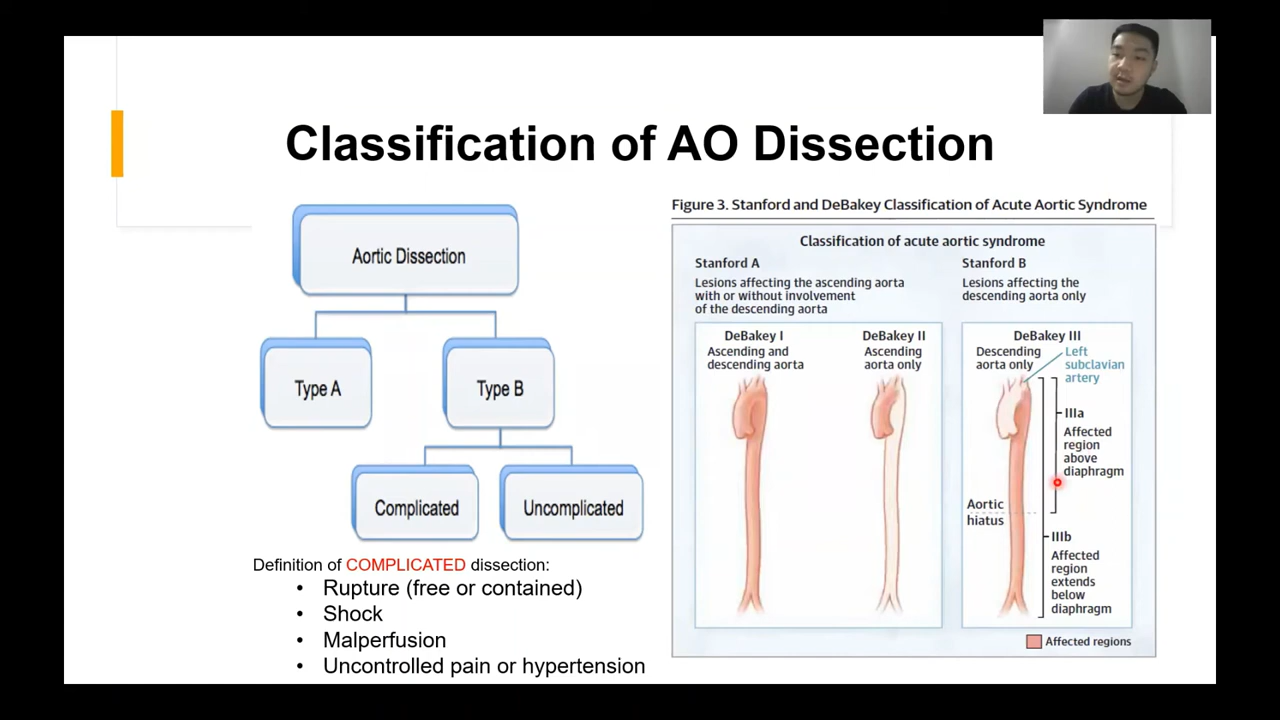 Classification of AO Dissection
Aortic Dissection
Type A
Type B
Complicated
Uncomplicated
Definition of COMPLICATED dissection:
• Rupture (free or contained)
• Shock
• Malperfusion
• Uncontrolled pain or hypertension
Figure 3. Stanford and DeBakey Classification of Acute Aortic Syndrome
Classification of acute aortic syndrome
Stanford A
Lesions affecting the ascending aorta
with or without involvement
of the descending aorta
Stanford B
Lesions affecting the
descending aorta only
DeBakey I
Ascending and
descending aorta
DeBakey II
Ascending
aorta only
DeBakey III
Descending
aorta only
Left
subclavian
artery
IIIa
Affected
region
above
diaphragm
Aortic
hiatus
IIIb
Affected
region
extends
below
diaphragm
Affected regions